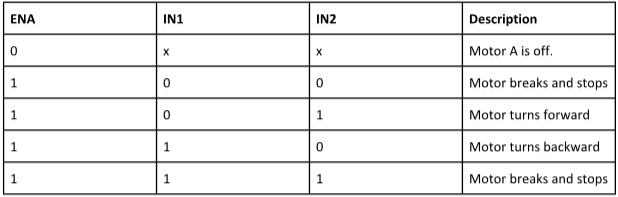 ENA IN1 IN2 Description
0 x x Motor A is off.
1 0 0 Motor breaks and stops
1 0 1 Motor turns forward
1 1 0 Motor turns backward
1 1 1 Motor breaks and stops